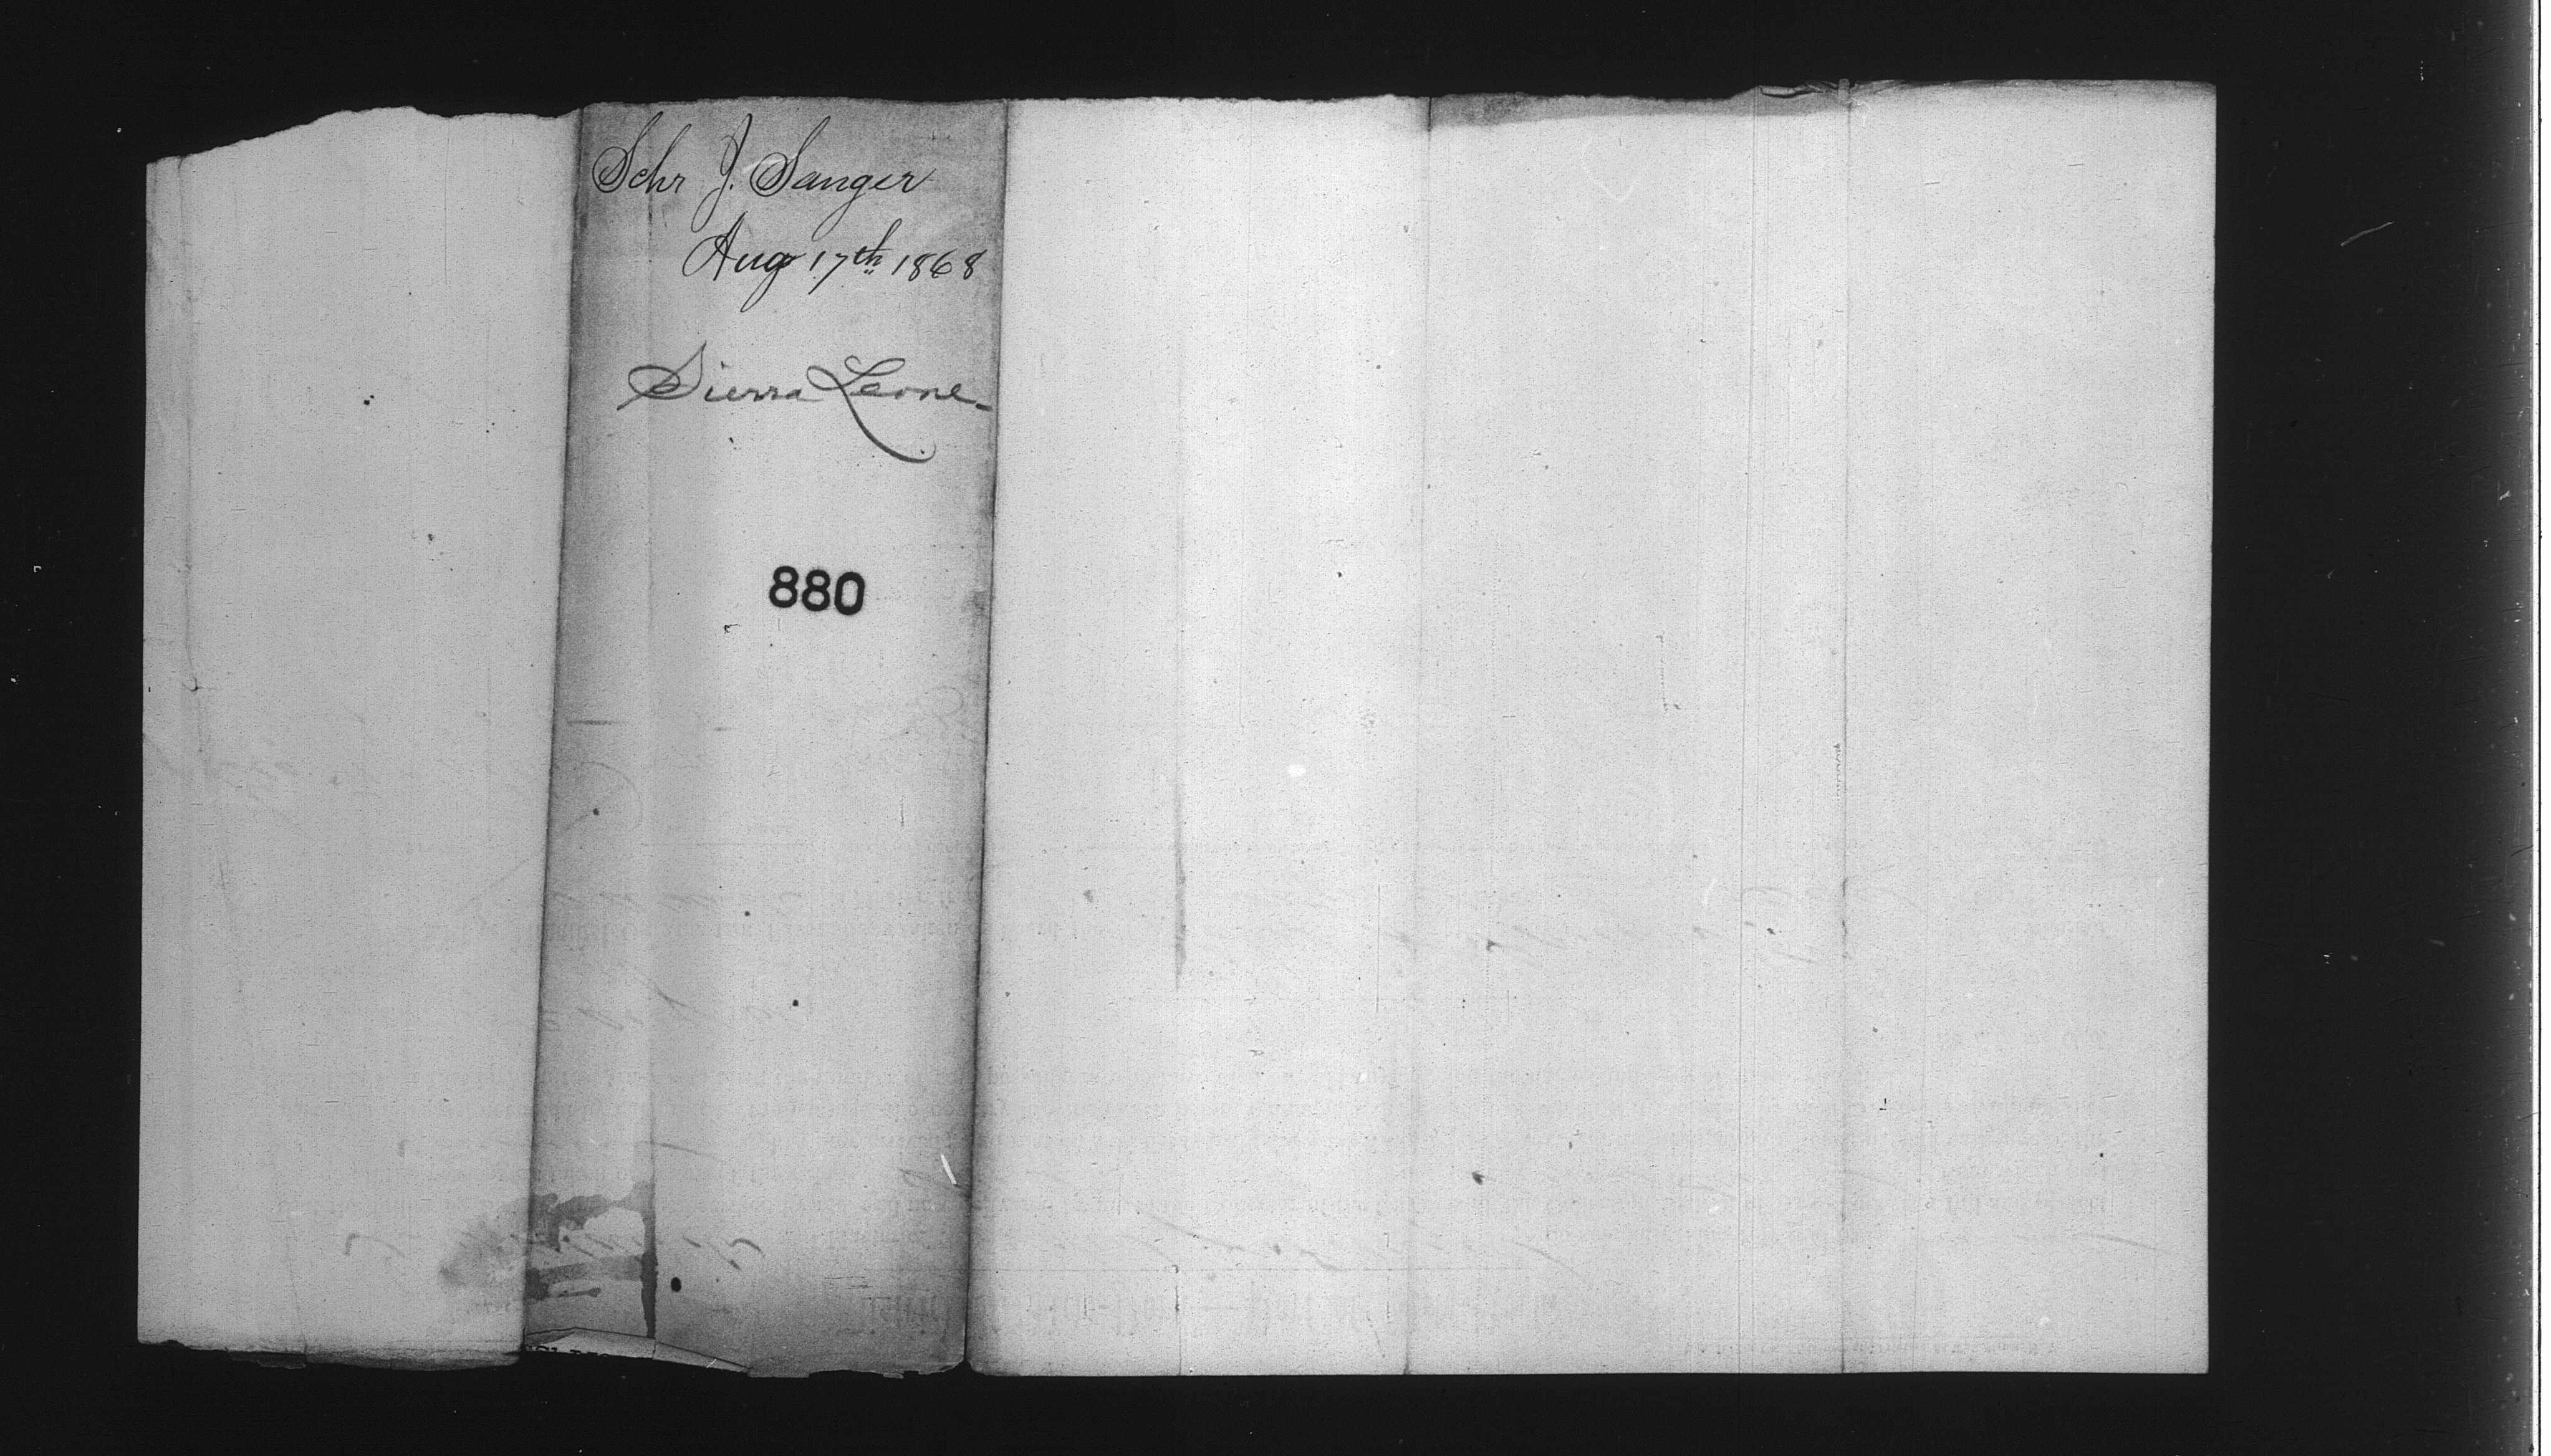 Schr J. Sanger
Aug 17th 1868
Sierra Leone
880